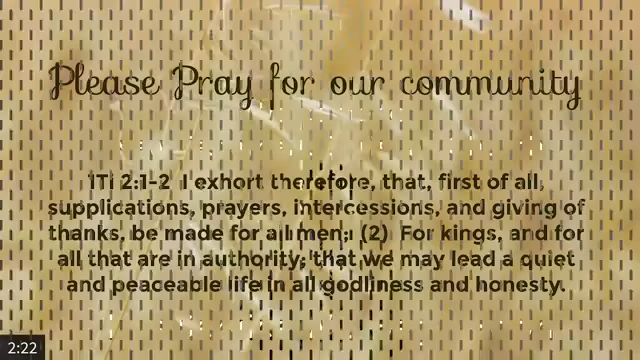 Please Pray for our community
1Ti 2:1-2 I exhort therefore, that, first of all,
supplications, prayers, intercessions, and giving of
thanks, be made for all men; (2) For kings, and for
all that are in authority; that we may lead a quiet
and peaceable life in all godliness and honesty.
2:22